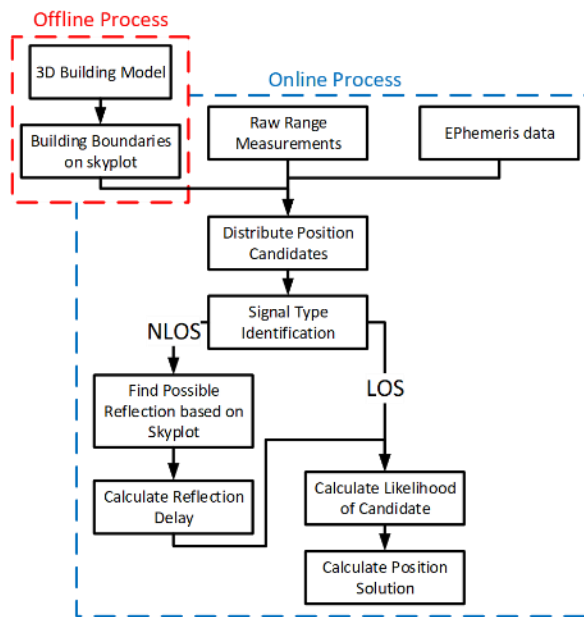 Offline Process
3D Building Model
Online Process
Building Boundaries
on skyplot
Raw Range
Measurements
EPhemeris data
Distribute Position
Candidates
Signal Type
Identification
NLOS
LOS
Find Possible
Reflection based on
Skyplot
Calculate Reflection
Delay
Calculate Likelihood
of Candidate
Calculate Position
Solution